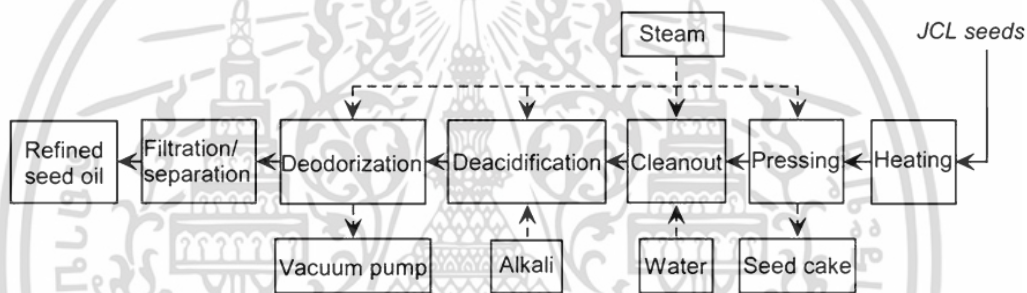 Steam
JCL seeds
Refined
seed oil
Filtration/
separation
Deodorization
Deacidification
Cleanout
Pressing
Heating
Vacuum pump
Alkali
Water
Seed cake